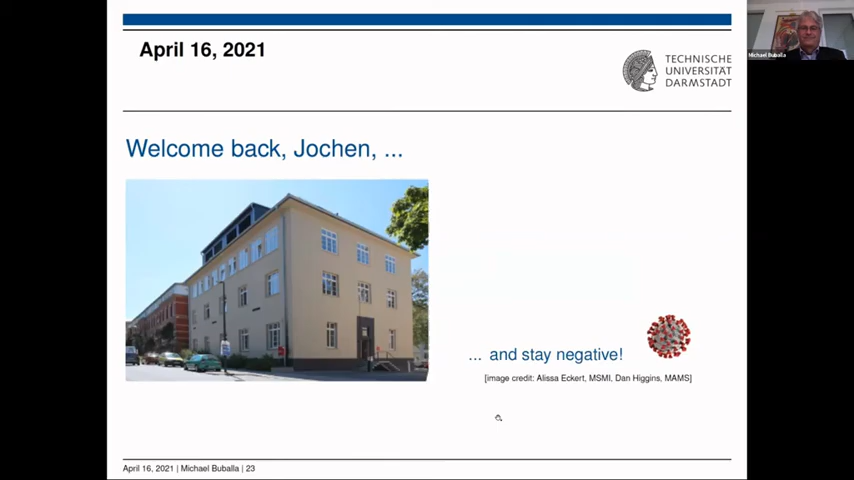 April 16, 2021
TECHNISCHE
UNIVERSITÄT
DARMSTADT
Michael Buballa
Welcome back, Jochen, ...
... and stay negative!
[image credit: Alissa Eckert, MSMI, Dan Higgins, MAMS]
April 16, 2021 | Michael Buballa | 23